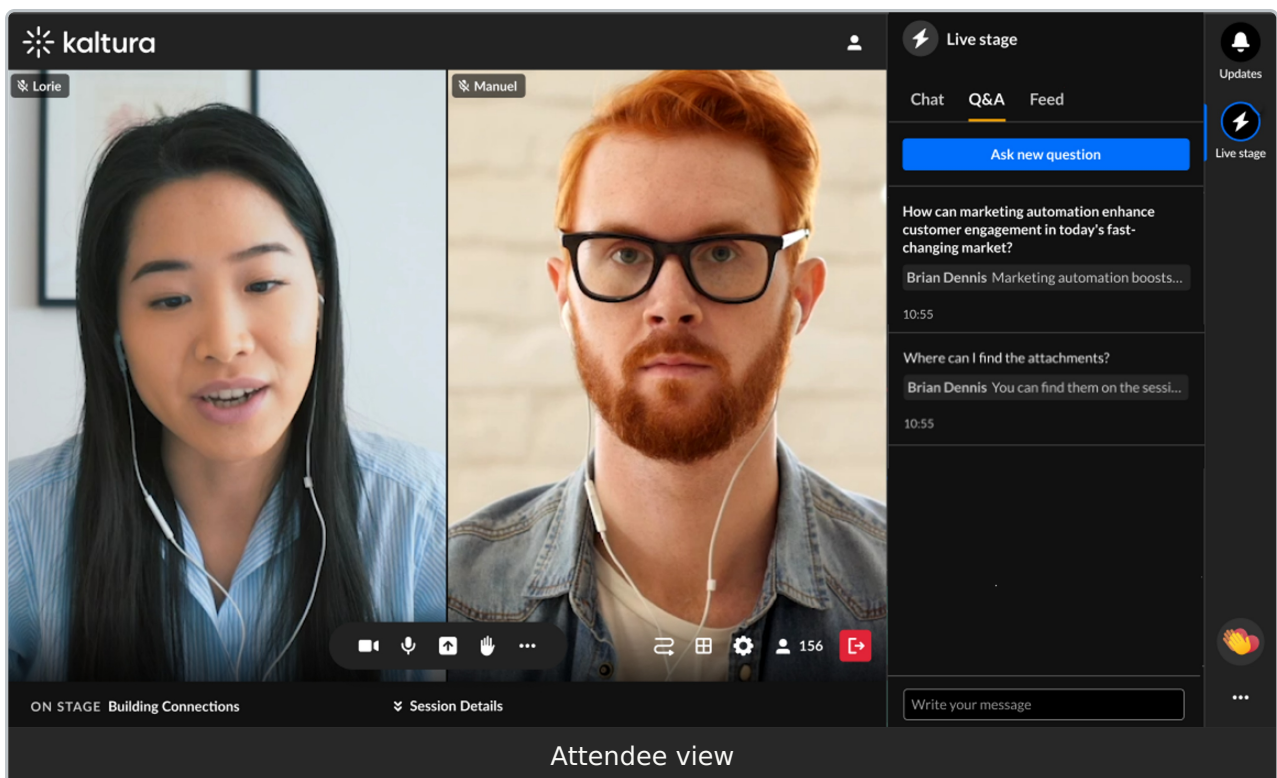 kaltura
Lorie
Manuel
156
ON STAGE Building Connections
Session Details
Live stage
Chat Q&A Feed
Ask new question
How can marketing automation enhance
customer engagement in today's fast-
changing market?
Brian Dennis Marketing automation boosts...
10:55
Where can I find the attachments?
Brian Dennis You can find them on the sessi...
10:55
Write your message
Updates
Live stage
Attendee view